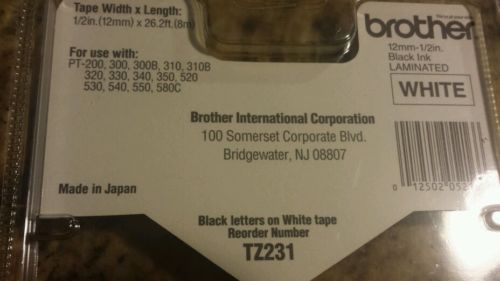 Tape Width x Length:
1/2in.(12mm) x 26.2ft.(8m)
For use with:
PT-200, 300, 300B, 310, 310B
320, 330, 340, 350, 520
530, 540, 550, 580C
brother
12mm-1/2in.
Black Ink
LAMINATED
WHITE
Brother International Corporation
100 Somerset Corporate Blvd.
Bridgewater, NJ 08807
Made in Japan
0 12502
Black letters on White tape
Reorder Number
TZ231